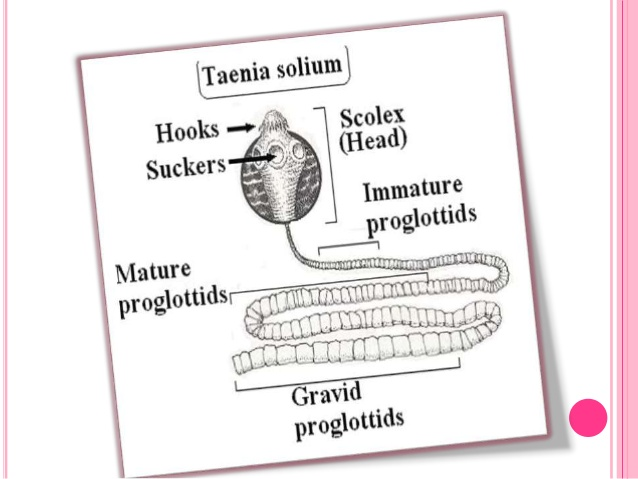 Taenia solium
Hooks
Suckers
Scolex
(Head)
Immature
proglottids
Mature
proglottids
Gravid
proglottids